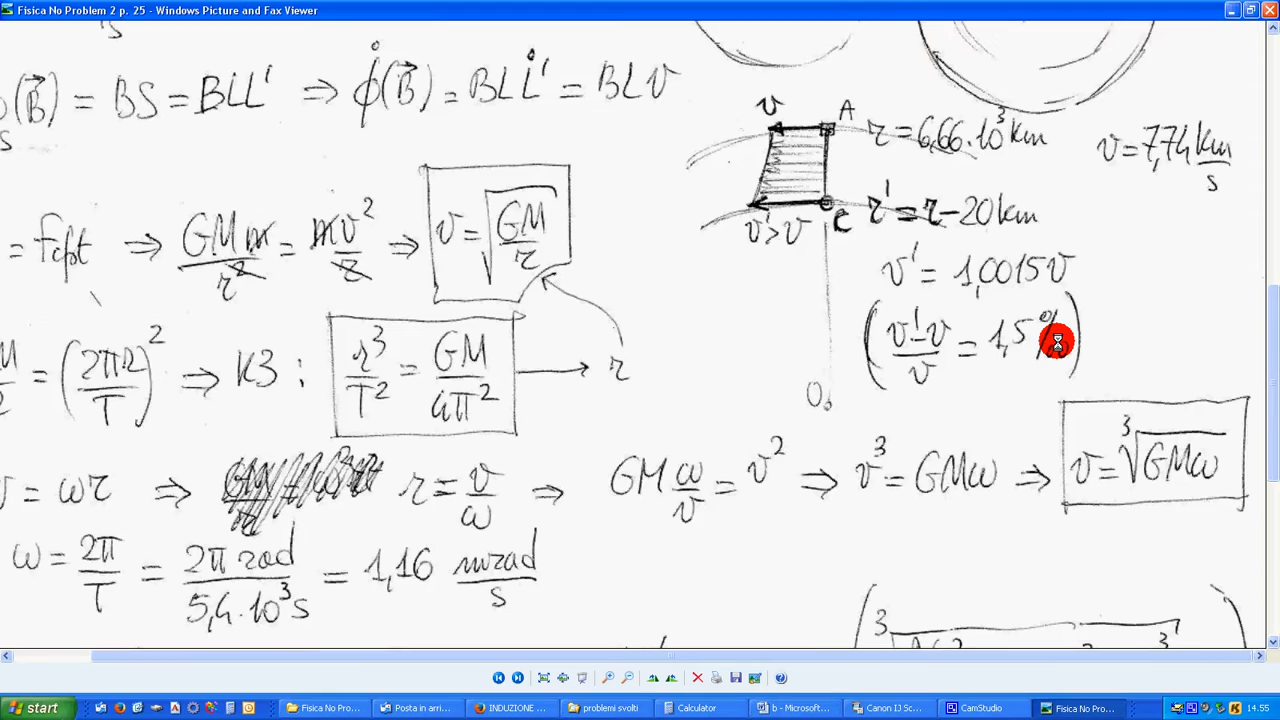 Fisica No Problem 2 p. 25 - Windows Picture and Fax Viewer
(B⃗) = BS = BLL' ⇒ Φ̇(B⃗) = BLL̇' = BLv
s
v A r = 6,66·10³ km v = 7,74 km/s
v' > v C r' = r - 20 km
= Fcpt ⇒ GMm/r² = mv²/r ⇒ v = √(GM/r)
v' = 1,0015 v
((v' - v)/v = 1,5 ‰)
= (2πr/T)² ⇒ K3 : r³/T² = GM/4π² → r
O
= ωr ⇒ r = v/ω ⇒ GM ω/v = v² ⇒ v³ = GMω ⇒ v = ∛(GMω)
ω = 2π/T = 2π rad/5,4·10³ s = 1,16 mrad/s
3
start
Fisica No Pro...
Posta in arri...
INDUZIONE ...
problemi svolti
Calculator
b - Microsoft...
Canon IJ Sc...
CamStudio
Fisica No Pro...
14.55